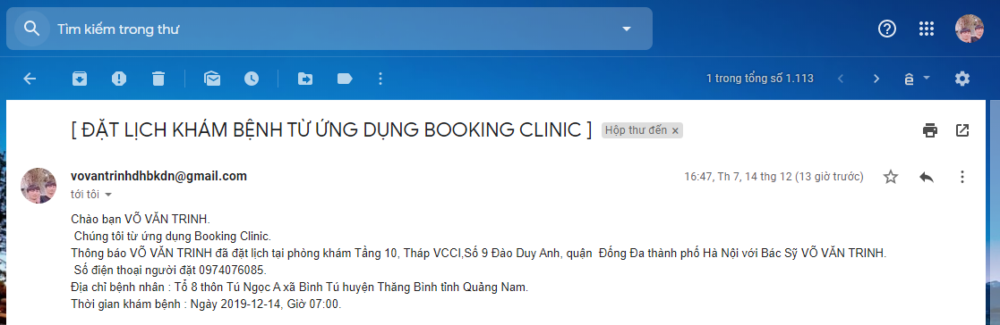 Tìm kiếm trong thư
1 trong tổng số 1.113
[ ĐẶT LỊCH KHÁM BỆNH TỪ ỨNG DỤNG BOOKING CLINIC ] Hộp thư đến ×
vovantrinhdhbkdn@gmail.com 16:47, Th 7, 14 thg 12 (13 giờ trước)
tới tôi
Chào bạn VÕ VĂN TRINH.
Chúng tôi từ ứng dụng Booking Clinic.
Thông báo VÕ VĂN TRINH đã đặt lịch tại phòng khám Tầng 10, Tháp VCCI,Số 9 Đào Duy Anh, quận Đống Đa thành phố Hà Nội với Bác Sỹ VÕ VĂN TRINH.
Số điện thoại người đặt 0974076085.
Địa chỉ bệnh nhân : Tổ 8 thôn Tú Ngọc A xã Bình Tú huyện Thăng Bình tỉnh Quảng Nam.
Thời gian khám bệnh : Ngày 2019-12-14, Giờ 07:00.